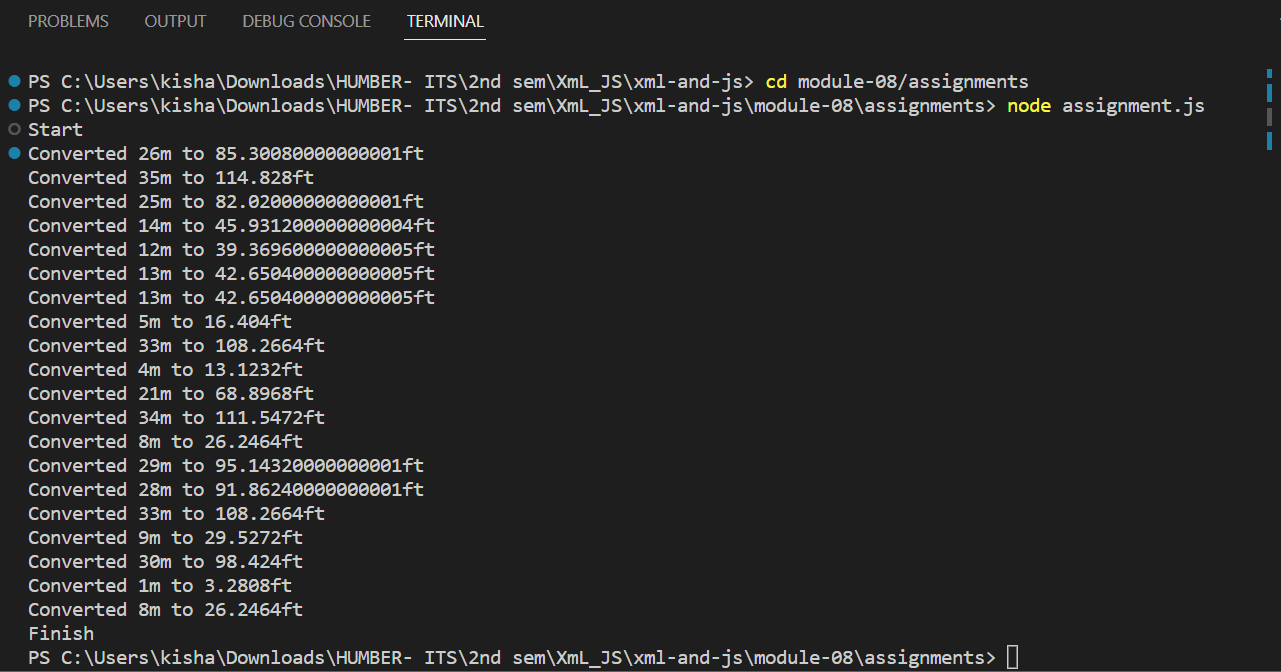 PROBLEMS OUTPUT DEBUG CONSOLE TERMINAL
PS C:\Users\kisha\Downloads\HUMBER- ITS\2nd sem\XmL_JS\xml-and-js> cd module-08/assignments
PS C:\Users\kisha\Downloads\HUMBER- ITS\2nd sem\XmL_JS\xml-and-js\module-08\assignments> node assignment.js
Start
Converted 26m to 85.30080000000001ft
Converted 35m to 114.828ft
Converted 25m to 82.02000000000001ft
Converted 14m to 45.931200000000004ft
Converted 12m to 39.369600000000005ft
Converted 13m to 42.650400000000005ft
Converted 13m to 42.650400000000005ft
Converted 5m to 16.404ft
Converted 33m to 108.2664ft
Converted 4m to 13.1232ft
Converted 21m to 68.8968ft
Converted 34m to 111.5472ft
Converted 8m to 26.2464ft
Converted 29m to 95.14320000000001ft
Converted 28m to 91.86240000000001ft
Converted 33m to 108.2664ft
Converted 9m to 29.5272ft
Converted 30m to 98.424ft
Converted 1m to 3.2808ft
Converted 8m to 26.2464ft
Finish
PS C:\Users\kisha\Downloads\HUMBER- ITS\2nd sem\XmL_JS\xml-and-js\module-08\assignments>